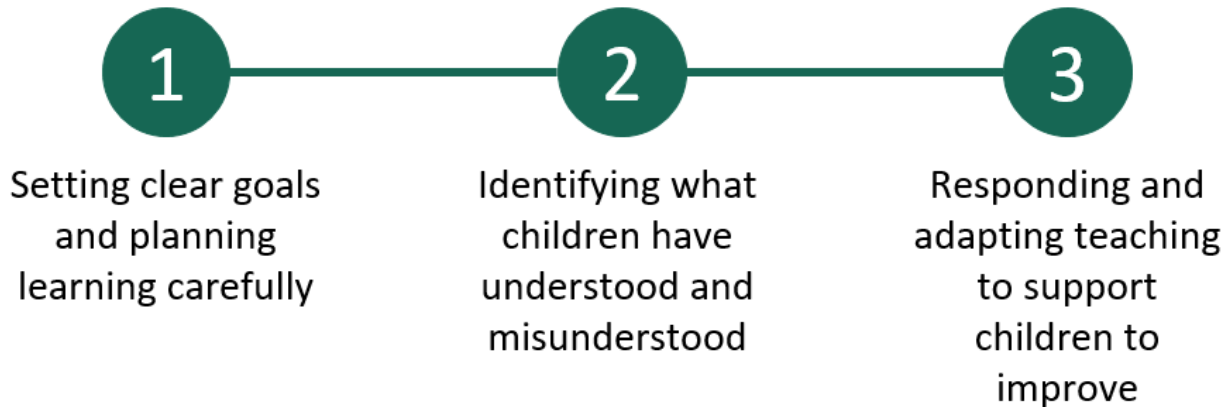 1
Setting clear goals
and planning
learning carefully
2
Identifying what
children have
understood and
misunderstood
3
Responding and
adapting teaching
to support
children to
improve